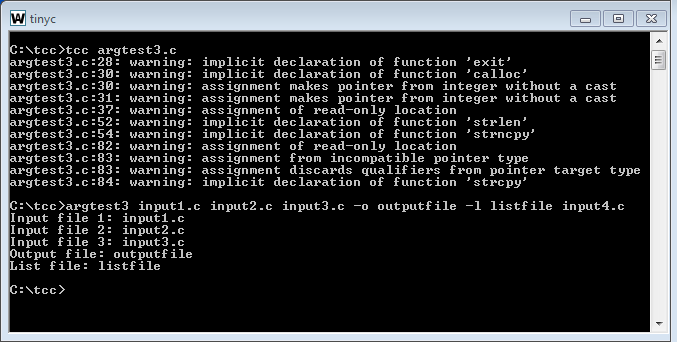 tinyc
C:\tcc>tcc argtest3.c
argtest3.c:28: warning: implicit declaration of function 'exit'
argtest3.c:30: warning: implicit declaration of function 'calloc'
argtest3.c:30: warning: assignment makes pointer from integer without a cast
argtest3.c:31: warning: assignment makes pointer from integer without a cast
argtest3.c:37: warning: assignment of read-only location
argtest3.c:52: warning: implicit declaration of function 'strlen'
argtest3.c:54: warning: implicit declaration of function 'strncpy'
argtest3.c:82: warning: assignment of read-only location
argtest3.c:83: warning: assignment from incompatible pointer type
argtest3.c:83: warning: assignment discards qualifiers from pointer target type
argtest3.c:84: warning: implicit declaration of function 'strcpy'
C:\tcc>argtest3 input1.c input2.c input3.c -o outputfile -l listfile input4.c
Input file 1: input1.c
Input file 2: input2.c
Input file 3: input3.c
Output file: outputfile
List file: listfile
C:\tcc>